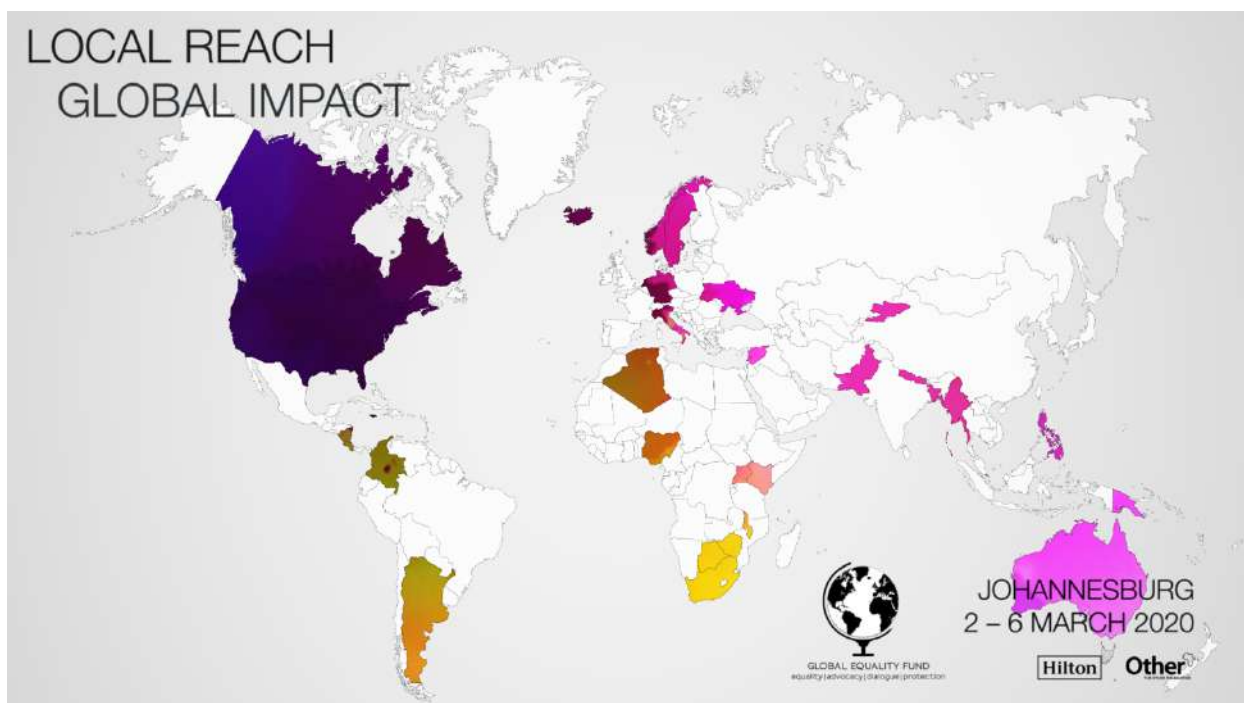 LOCAL REACH
GLOBAL IMPACT
JOHANNESBURG
2 – 6 MARCH 2020
GLOBAL EQUALITY FUND
equality|advocacy|dialogue|protection
Hilton
Other